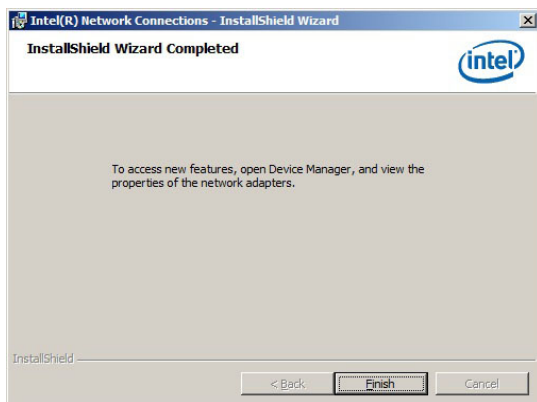 Intel(R) Network Connections - InstallShield Wizard
InstallShield Wizard Completed
intel
To access new features, open Device Manager, and view the
properties of the network adapters.
InstallShield
< Back
Finish
Cancel